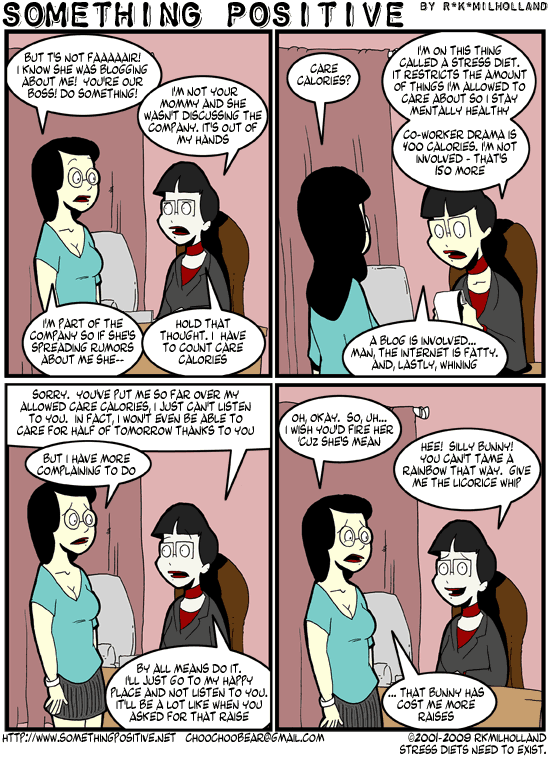 SOMETHING POSITIVE BY R*K*MILHOLLAND
BUT T'S NOT FAAAAAIR!
I KNOW SHE WAS BLOGGING
ABOUT ME! YOU'RE OUR
BOSS! DO SOMETHING!
I'M NOT YOUR
MOMMY AND SHE
WASN'T DISCUSSING THE
COMPANY. IT'S OUT OF
MY HANDS
I'M PART OF THE
COMPANY SO IF SHE'S
SPREADING RUMORS
ABOUT ME SHE--
HOLD THAT
THOUGHT. I HAVE
TO COUNT CARE
CALORIES
CARE
CALORIES?
I'M ON THIS THING
CALLED A STRESS DIET.
IT RESTRICTS THE AMOUNT
OF THINGS I'M ALLOWED TO
CARE ABOUT SO I STAY
MENTALLY HEALTHY
CO-WORKER DRAMA IS
400 CALORIES. I'M NOT
INVOLVED - THAT'S
150 MORE
A BLOG IS INVOLVED...
MAN, THE INTERNET IS FATTY.
AND, LASTLY, WHINING
SORRY. YOU'VE PUT ME SO FAR OVER MY
ALLOWED CARE CALORIES, I JUST CAN'T LISTEN
TO YOU. IN FACT, I WON'T EVEN BE ABLE TO
CARE FOR HALF OF TOMORROW THANKS TO YOU
BUT I HAVE MORE
COMPLAINING TO DO
BY ALL MEANS DO IT.
I'LL JUST GO TO MY HAPPY
PLACE AND NOT LISTEN TO YOU.
IT'LL BE A LOT LIKE WHEN YOU
ASKED FOR THAT RAISE
OH, OKAY. SO, UH...
I WISH YOU'D FIRE HER
'CUZ SHE'S MEAN
HEE! SILLY BUNNY!
YOU CAN'T TAME A
RAINBOW THAT WAY. GIVE
ME THE LICORICE WHIP
... THAT BUNNY HAS
COST ME MORE
RAISES
HTTP://WWW.SOMETHINGPOSITIVE.NET CHOOCHOOBEAR@GMAIL.COM ©2001-2009 RKMILHOLLAND
STRESS DIETS NEED TO EXIST.